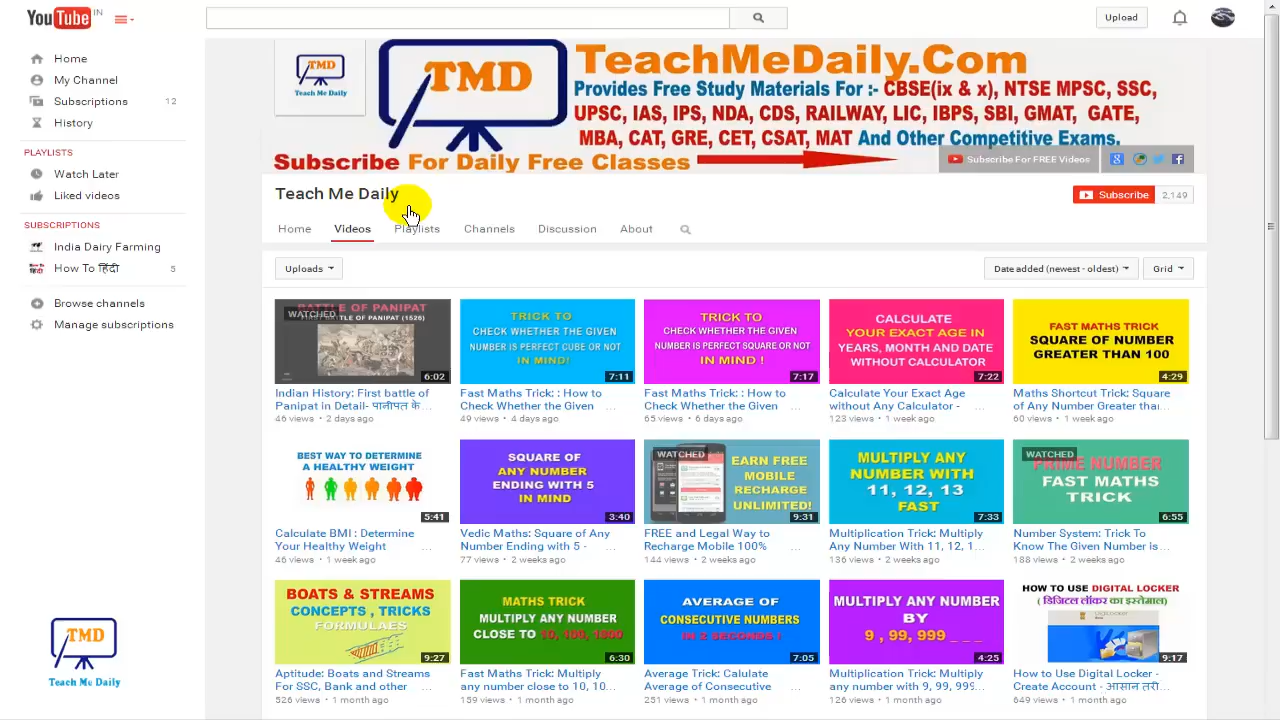 YouTube IN
Upload
Home
My Channel
Subscriptions 12
History
PLAYLISTS
Watch Later
Liked videos
SUBSCRIPTIONS
India Dairy Farming
How To हिंदी 5
Browse channels
Manage subscriptions
TMD
Teach Me Daily
TMD
TeachMeDaily.Com
Provides Free Study Materials For :- CBSE(ix & x), NTSE MPSC, SSC,
UPSC, IAS, IPS, NDA, CDS, RAILWAY, LIC, IBPS, SBI, GMAT, GATE,
MBA, CAT, GRE, CET, CSAT, MAT And Other Competitive Exams.
Subscribe For Daily Free Classes
Subscribe For FREE Videos
Teach Me Daily
Subscribe 2,149
Home Videos Playlists Channels Discussion About
Uploads Date added (newest - oldest) Grid
WATCHED
BATTLE OF PANIPAT
FIRST BATTLE OF PANIPAT (1526)
6:02
Indian History: First battle of
Panipat in Detail- पानीपत के ...
46 views • 2 days ago
TRICK TO
CHECK WHETHER THE GIVEN
NUMBER IS PERFECT CUBE OR NOT
IN MIND!
7:11
Fast Maths Trick: : How to
Check Whether the Given ...
49 views • 4 days ago
TRICK TO
CHECK WHETHER THE GIVEN
NUMBER IS PERFECT SQUARE OR NOT
IN MIND !
7:17
Fast Maths Trick: : How to
Check Whether the Given ...
65 views • 6 days ago
CALCULATE
YOUR EXACT AGE IN
YEARS, MONTH AND DATE
WITHOUT CALCULATOR
7:22
Calculate Your Exact Age
without Any Calculator - ...
123 views • 1 week ago
FAST MATHS TRICK
SQUARE OF NUMBER
GREATER THAN 100
4:29
Maths Shortcut Trick: Square
of Any Number Greater than...
60 views • 1 week ago
BEST WAY TO DETERMINE
A HEALTHY WEIGHT
5:41
Calculate BMI : Determine
Your Healthy Weight ...
46 views • 1 week ago
SQUARE OF
ANY NUMBER
ENDING WITH 5
IN MIND
3:40
Vedic Maths: Square of Any
Number Ending with 5 - ...
77 views • 2 weeks ago
WATCHED
EARN FREE
MOBILE
RECHARGE
UNLIMITED!
9:31
FREE and Legal Way to
Recharge Mobile 100% ...
144 views • 2 weeks ago
MULTIPLY ANY
NUMBER WITH
11, 12, 13
FAST
7:33
Multiplication Trick: Multiply
Any Number With 11, 12, 1...
136 views • 2 weeks ago
WATCHED
PRIME NUMBER
FAST MATHS
TRICK
6:55
Number System: Trick To
Know The Given Number is...
188 views • 2 weeks ago
BOATS & STREAMS
CONCEPTS , TRICKS
FORMULAES
9:27
Aptitude: Boats and Streams
For SSC, Bank and other ...
526 views • 1 month ago
MATHS TRICK
MULTIPLY ANY NUMBER
CLOSE TO 10, 100, 1000
6:30
Fast Maths Trick: Multiply
any number close to 10, 10...
159 views • 1 month ago
AVERAGE OF
CONSECUTIVE NUMBERS
IN 2 SECONDS !
7:05
Average Trick: Calulate
Average of Consecutive ...
251 views • 1 month ago
MULTIPLY ANY NUMBER
BY
9 , 99, 999 _ _ _
4:25
Multiplication Trick: Multiply
any number with 9, 99, 999...
126 views • 1 month ago
HOW TO USE DIGITAL LOCKER
( डिजिटल लॉकर का इस्तेमाल)
9:17
How to Use Digital Locker -
Create Account - आसान तरी...
649 views • 1 month ago
TMD
Teach Me Daily